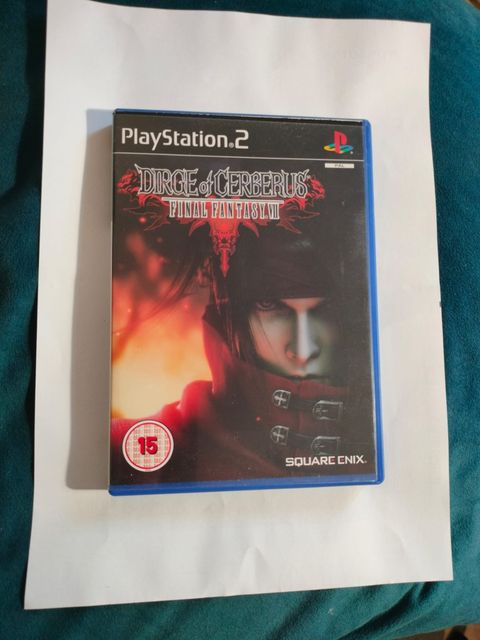 PlayStation.2
PAL
DIRGE of CERBERUS
FINAL FANTASY VII
15
SQUARE ENIX.